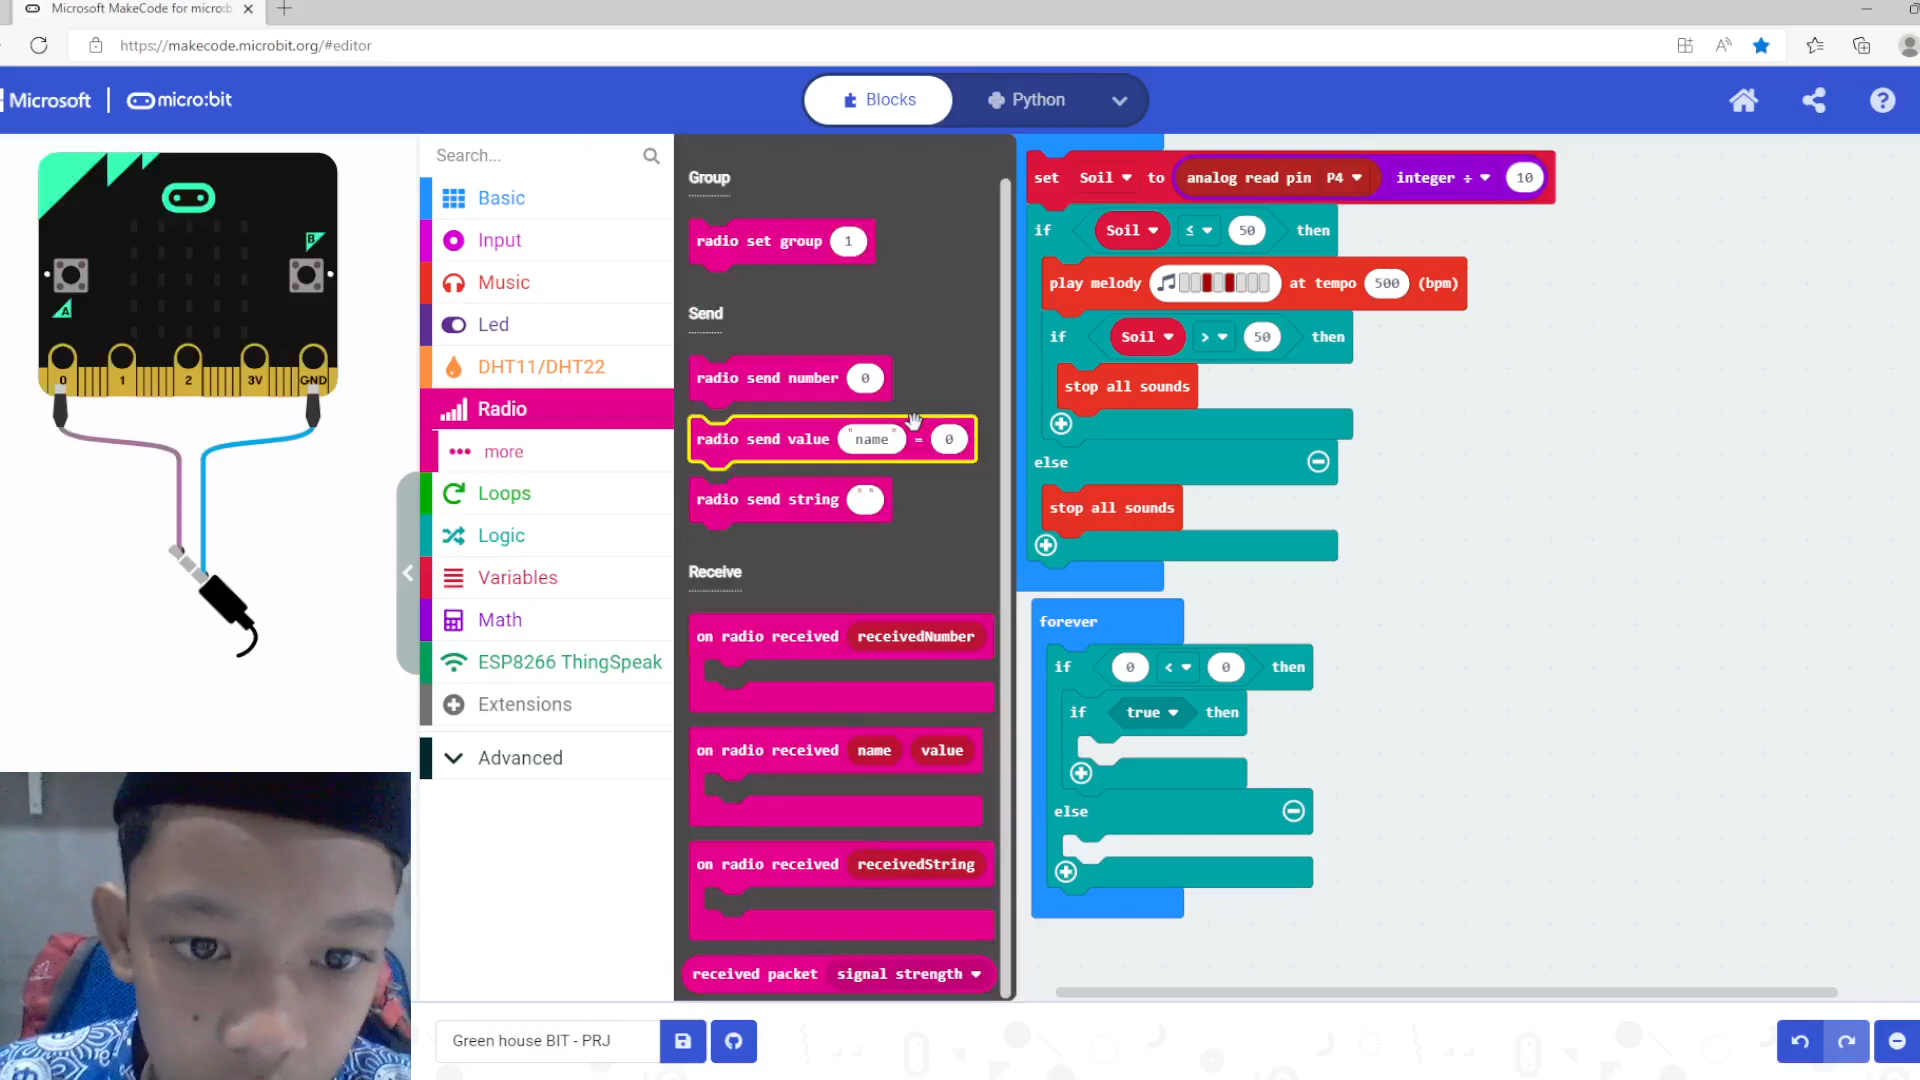 Microsoft MakeCode for micro:b
https://makecode.microbit.org/#editor
Microsoft | micro:bit
Blocks
Python
A
B
0 1 2 3V GND
Search...
Basic
Input
Music
Led
DHT11/DHT22
Radio
more
Loops
Logic
Variables
Math
ESP8266 ThingSpeak
Extensions
Advanced
Group
radio set group 1
Send
radio send number 0
radio send value "name" = 0
radio send string " "
Receive
on radio received receivedNumber
on radio received name value
on radio received receivedString
received packet signal strength
set Soil to analog read pin P4 integer ÷ 10
if Soil ≤ 50 then
play melody at tempo 500 (bpm)
if Soil > 50 then
stop all sounds
else
stop all sounds
forever
if 0 < 0 then
if true then
else
Green house BIT - PRJ